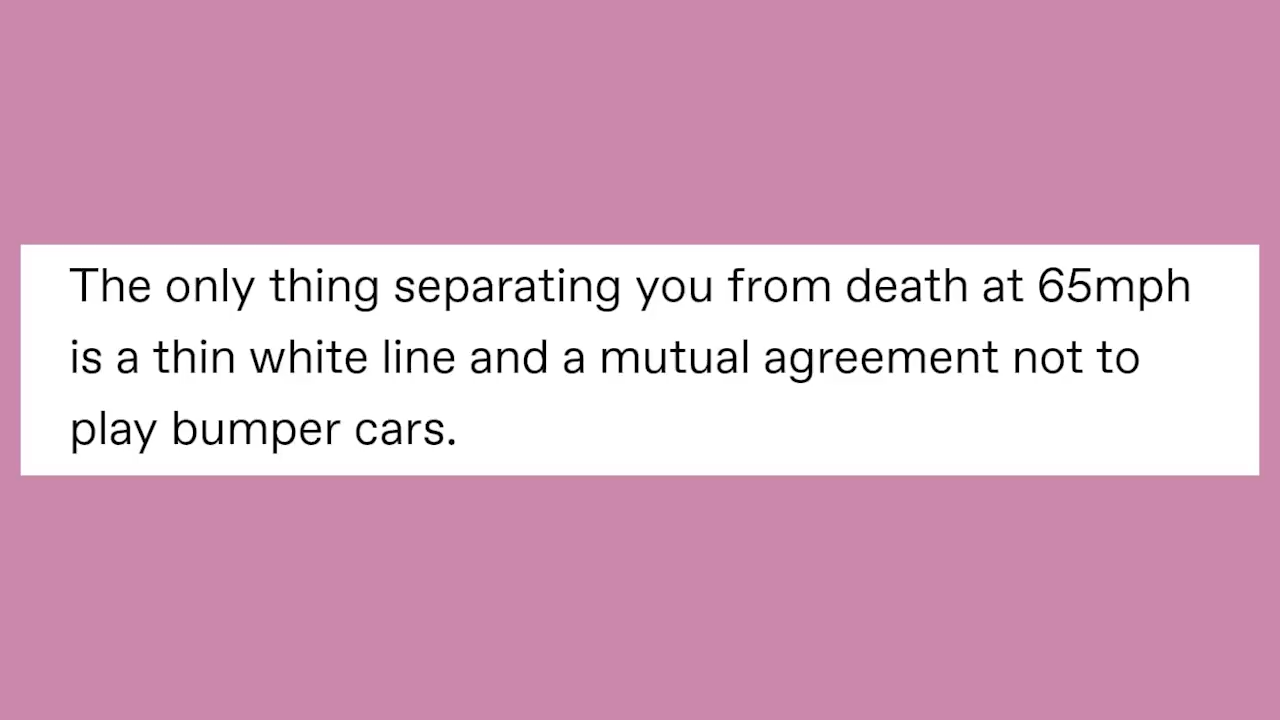 The only thing separating you from death at 65mph
is a thin white line and a mutual agreement not to
play bumper cars.